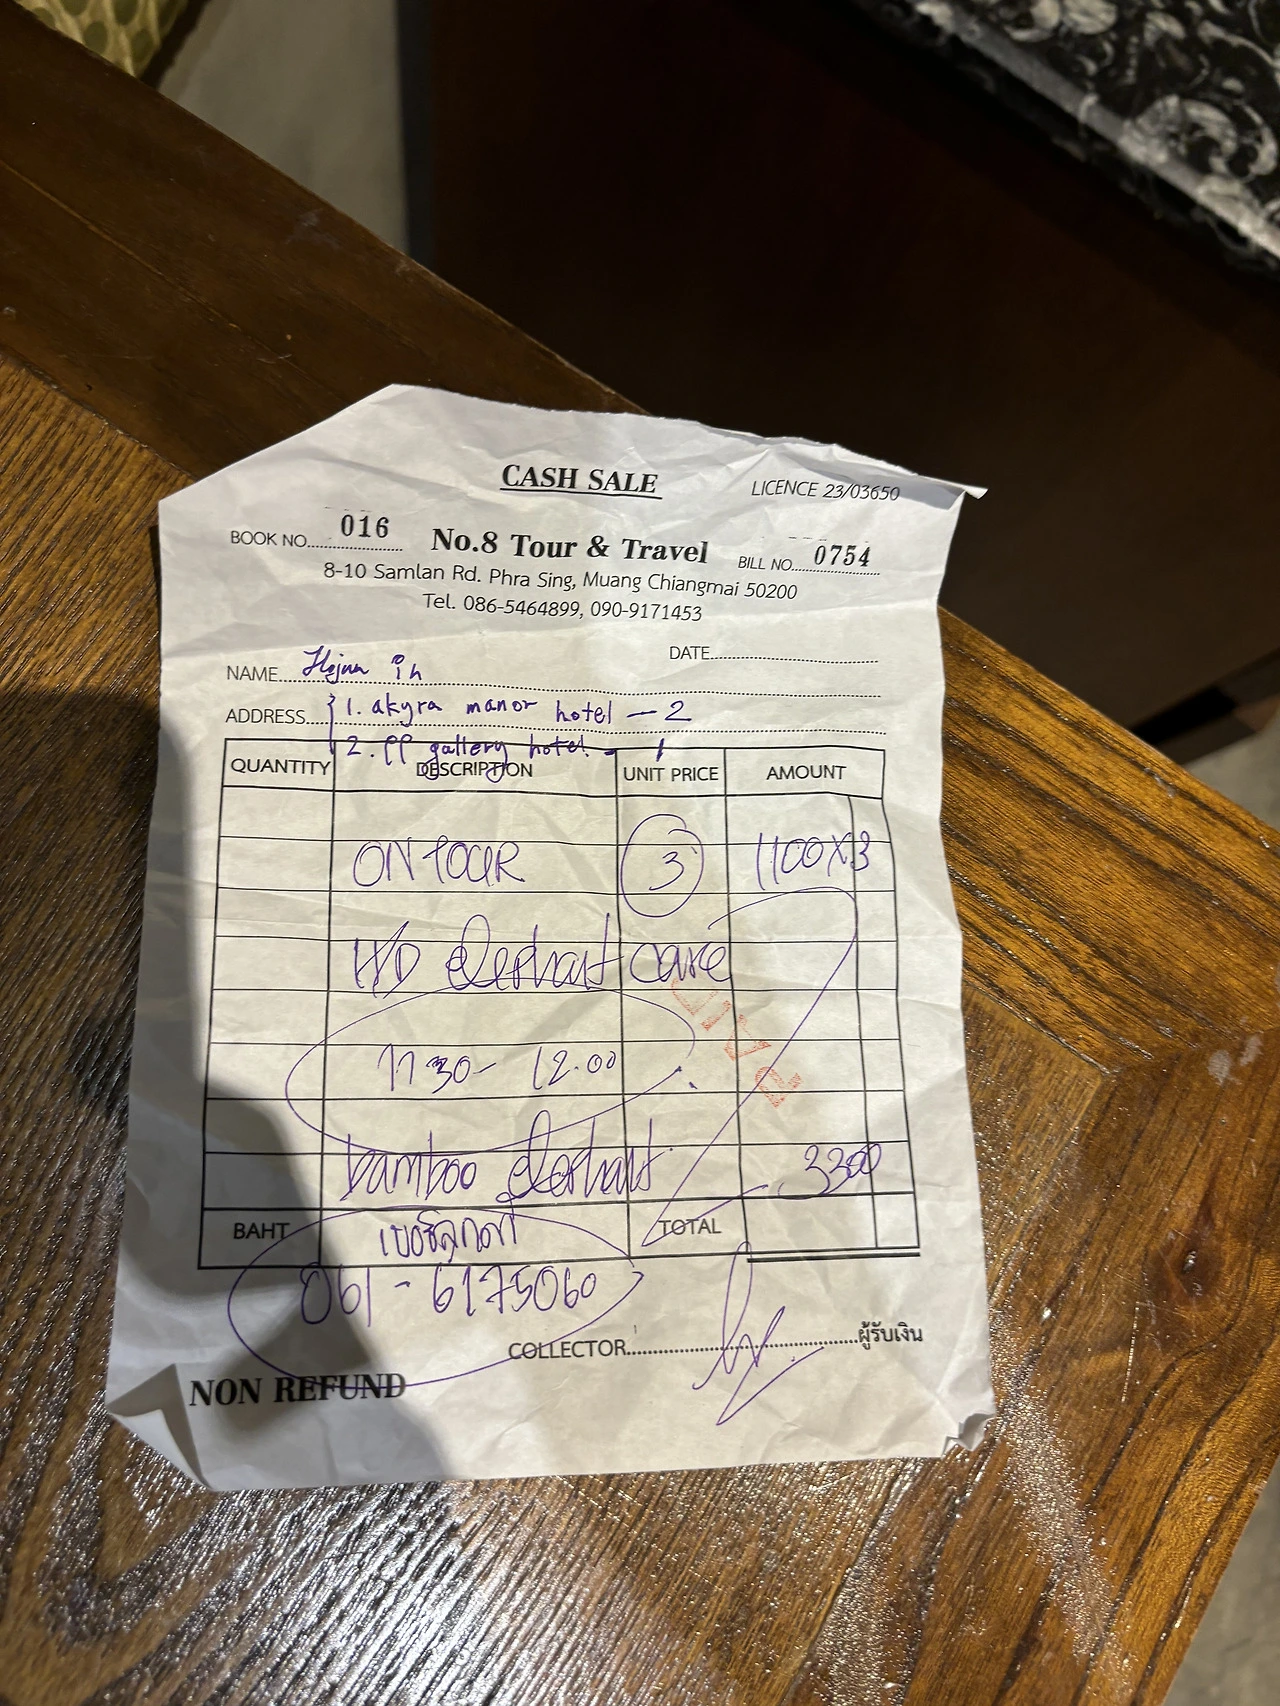 CASH SALE
LICENCE 23/03650
BOOK NO. 016
No.8 Tour & Travel
BILL NO. 0754
8-10 Samlan Rd. Phra Sing, Muang Chiangmai 50200
Tel. 086-5464899, 090-9171453
DATE
NAME
ADDRESS 1. akyra manor hotel - 2
2. PP gallery hotel - 1
QUANTITY DESCRIPTION UNIT PRICE AMOUNT
ON TOUR 3 1100X3
H/D elephant care
11 30 - 12.00
bamboo elephant 3300
BAHT TOTAL
061-6175060
COLLECTOR ผู้รับเงิน
NON REFUND